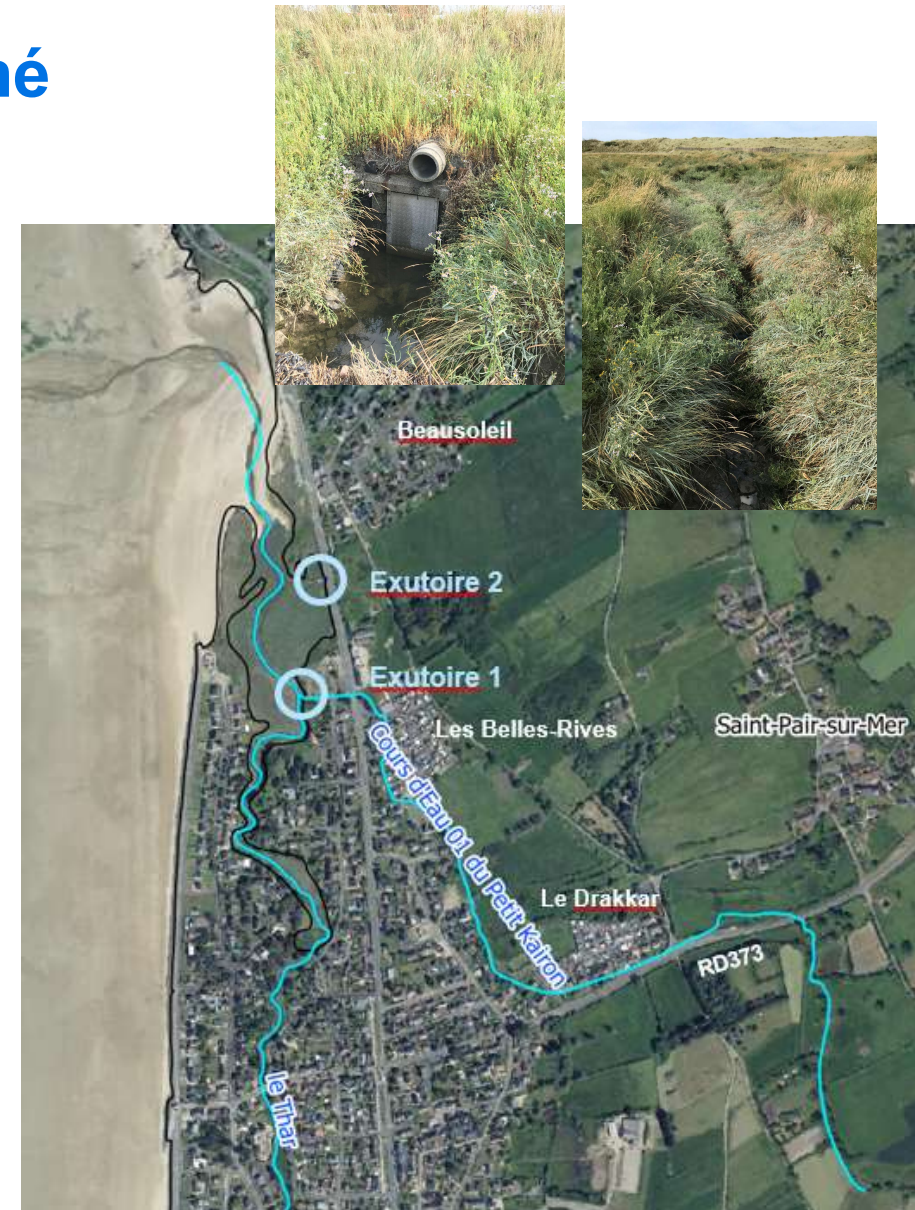 né
Beausoleil
Exutoire 2
Exutoire 1
Les Belles-Rives
Saint-Pair-sur-Mer
Cours d'Eau 01 du Petit Kairon
Le Drakkar
RD373
le Thar